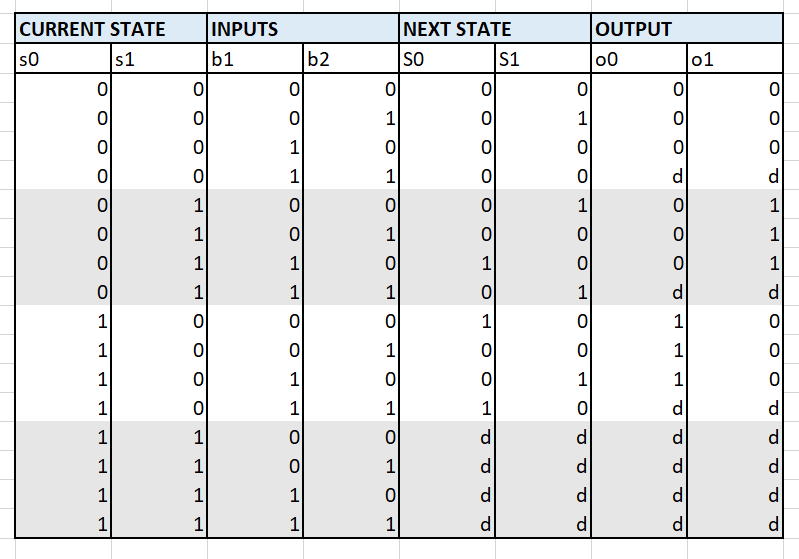 CURRENT STATE INPUTS NEXT STATE OUTPUT
s0 s1 b1 b2 S0 S1 o0 o1
0 0 0 0 0 0 0 0
0 0 0 1 0 1 0 0
0 0 1 0 0 0 0 0
0 0 1 1 0 0 d d
0 1 0 0 0 1 0 1
0 1 0 1 0 0 0 1
0 1 1 0 1 0 0 1
0 1 1 1 0 1 d d
1 0 0 0 1 0 1 0
1 0 0 1 0 0 1 0
1 0 1 0 0 1 1 0
1 0 1 1 1 0 d d
1 1 0 0 d d d d
1 1 0 1 d d d d
1 1 1 0 d d d d
1 1 1 1 d d d d